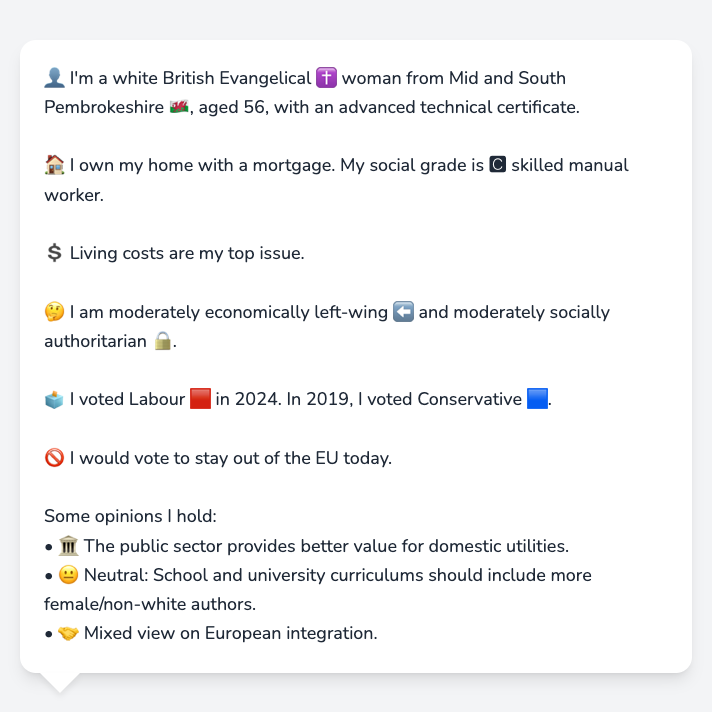 👤 I'm a white British Evangelical ✝️ woman from Mid and South
Pembrokeshire 🏴󠁧󠁢󠁷󠁬󠁳󠁿, aged 56, with an advanced technical certificate.
🏠 I own my home with a mortgage. My social grade is C skilled manual
worker.
💲 Living costs are my top issue.
🤔 I am moderately economically left-wing ⬅️ and moderately socially
authoritarian 🔒.
🗳️ I voted Labour 🟥 in 2024. In 2019, I voted Conservative 🟦.
🚫 I would vote to stay out of the EU today.
Some opinions I hold:
• 🏛️ The public sector provides better value for domestic utilities.
• 😐 Neutral: School and university curriculums should include more
female/non-white authors.
• 🤝 Mixed view on European integration.